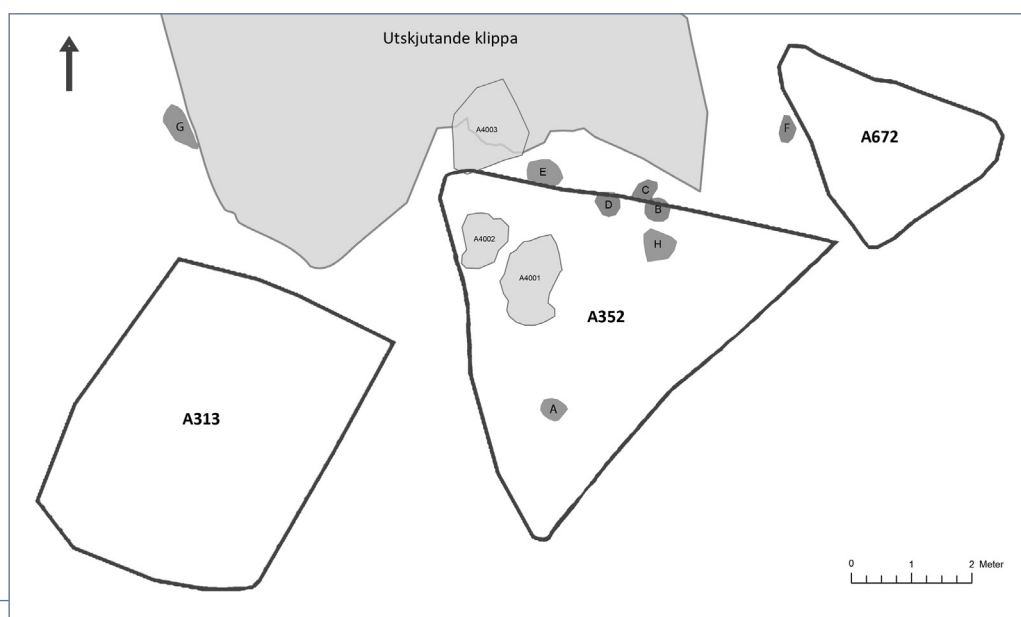 Utskjutande klippa
A4003
G
F
A672
E
C
D
B
A4002
H
A4001
A352
A
A313
0 1 2 Meter